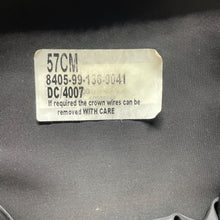 57CM
8405-99-136-0041
DC/4007
If required the crown wires can be
removed WITH CARE